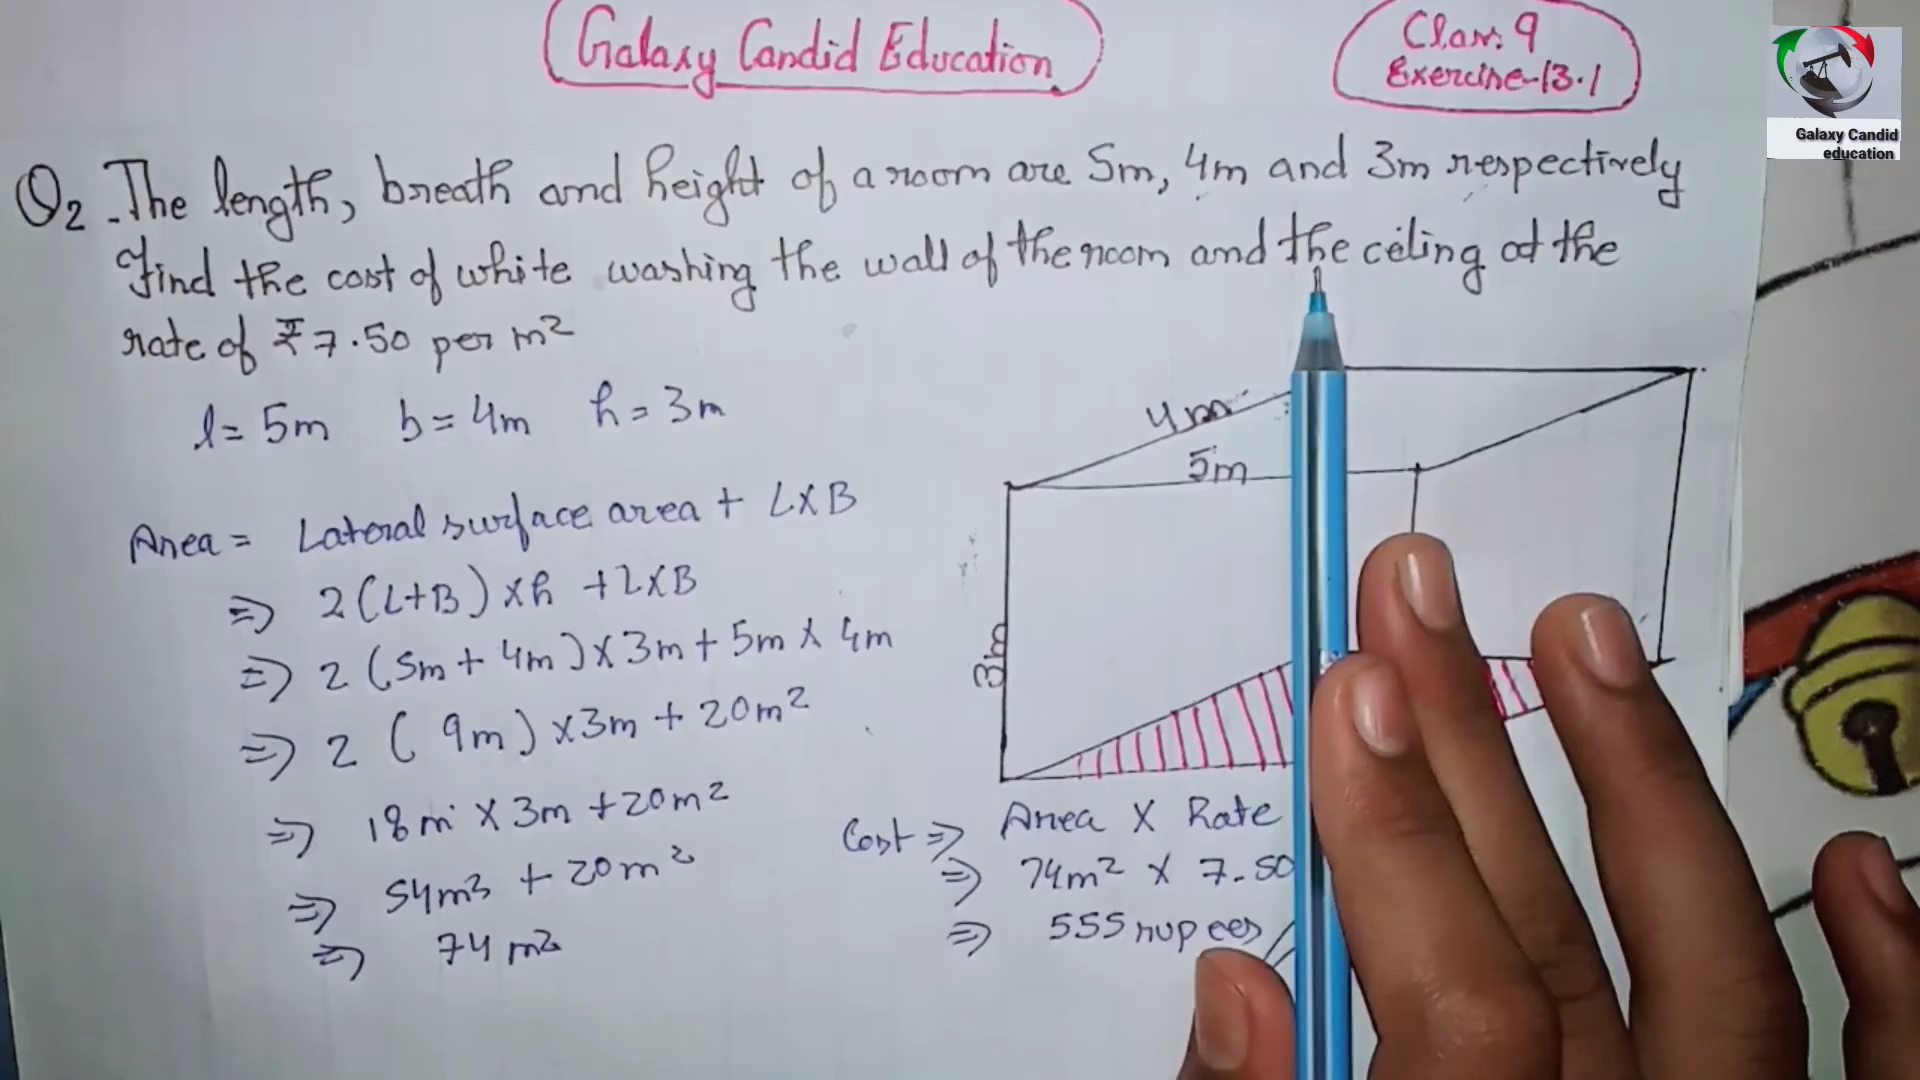 Galaxy Candid Education
Class 9
Exercise-13.1
Galaxy Candid
education
Q2 - The length, breath and height of a room are 5m, 4m and 3m respectively
Find the cost of white washing the wall of the room and the ceiling at the
rate of ₹7.50 per m²
l = 5m b = 4m h = 3m
Area = Lateral surface area + L×B
⇒ 2(L+B)×h + L×B
⇒ 2 (5m + 4m)×3m + 5m × 4m
⇒ 2 ( 9m ) ×3m + 20m²
⇒ 18m × 3m + 20m²
⇒ 54m² + 20m²
⇒ 74 m²
4m
5m
3m
Cost ⇒ Area × Rate
⇒ 74m² × 7.50
⇒ 555 rupees